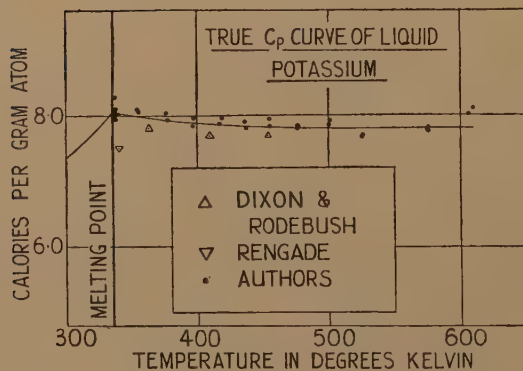 TRUE Cp CURVE OF LIQUID
POTASSIUM
CALORIES PER GRAM ATOM
8·0
6·0
MELTING POINT
△ DIXON &
RODEBUSH
▽ RENGADE
• AUTHORS
300 400 500 600
TEMPERATURE IN DEGREES KELVIN